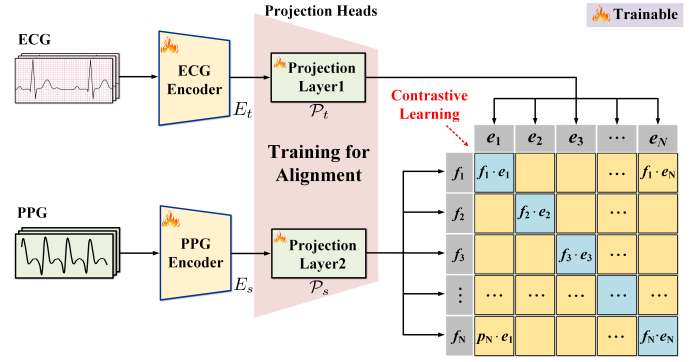 Projection Heads
🔥 Trainable
ECG
ECG
Encoder
E_t
Projection
Layer1
P_t
Contrastive
Learning
Training for
Alignment
e_1 e_2 e_3 ... e_N
f_1 f_1 · e_1 ... f_1 · e_N
f_2 f_2 · e_2 ...
f_3 f_3 · e_3 ...
⋮ ... ... ... ... ...
f_N p_N · e_1 ... f_N · e_N
PPG
PPG
Encoder
E_s
Projection
Layer2
P_s